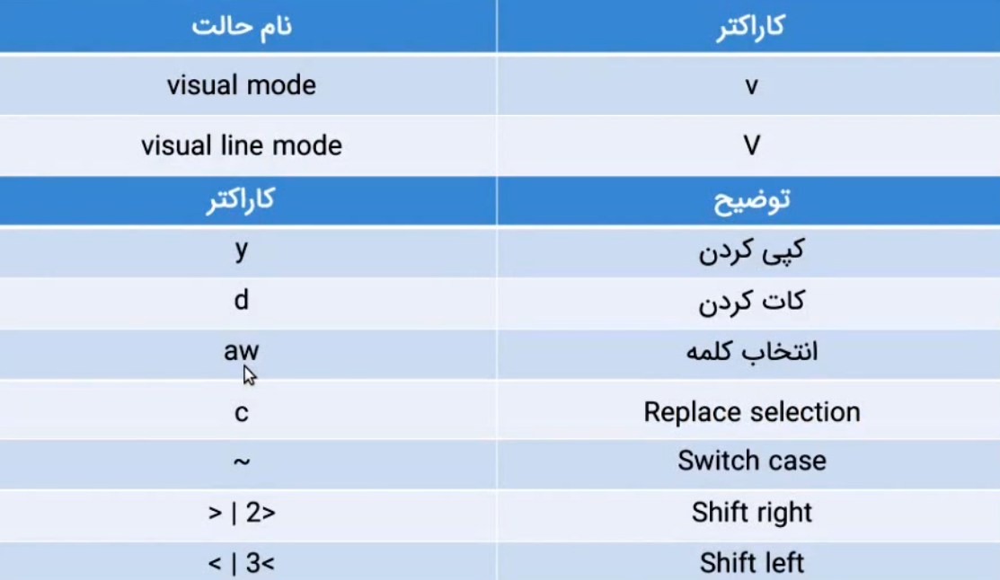 نام حالت کاراکتر
visual mode v
visual line mode V
کاراکتر توضیح
y کپی کردن
d کات کردن
aw انتخاب کلمه
c Replace selection
~ Switch case
> | 2> Shift right
< | 3< Shift left